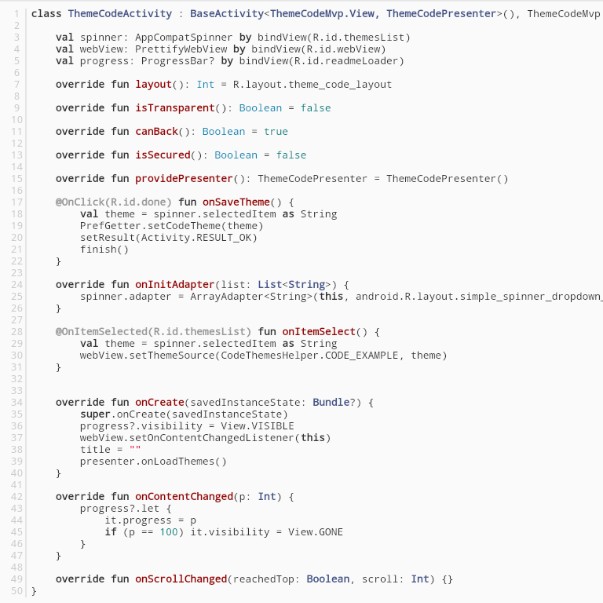 1 class ThemeCodeActivity : BaseActivity<ThemeCodeMvp.View, ThemeCodePresenter>(), ThemeCodeMvp
2
3 val spinner: AppCompatSpinner by bindView(R.id.themesList)
4 val webView: PrettifyWebView by bindView(R.id.webView)
5 val progress: ProgressBar? by bindView(R.id.readmeLoader)
6
7 override fun layout(): Int = R.layout.theme_code_layout
8
9 override fun isTransparent(): Boolean = false
10
11 override fun canBack(): Boolean = true
12
13 override fun isSecured(): Boolean = false
14
15 override fun providePresenter(): ThemeCodePresenter = ThemeCodePresenter()
16
17 @OnClick(R.id.done) fun onSaveTheme() {
18 val theme = spinner.selectedItem as String
19 PrefGetter.setCodeTheme(theme)
20 setResult(Activity.RESULT_OK)
21 finish()
22 }
23
24 override fun onInitAdapter(list: List<String>) {
25 spinner.adapter = ArrayAdapter<String>(this, android.R.layout.simple_spinner_dropdown_
26 }
27
28 @OnItemSelected(R.id.themesList) fun onItemSelect() {
29 val theme = spinner.selectedItem as String
30 webView.setThemeSource(CodeThemesHelper.CODE_EXAMPLE, theme)
31 }
32
33
34 override fun onCreate(savedInstanceState: Bundle?) {
35 super.onCreate(savedInstanceState)
36 progress?.visibility = View.VISIBLE
37 webView.setOnContentChangedListener(this)
38 title = ""
39 presenter.onLoadThemes()
40 }
41
42 override fun onContentChanged(p: Int) {
43 progress?.let {
44 it.progress = p
45 if (p == 100) it.visibility = View.GONE
46 }
47 }
48
49 override fun onScrollChanged(reachedTop: Boolean, scroll: Int) {}
50 }